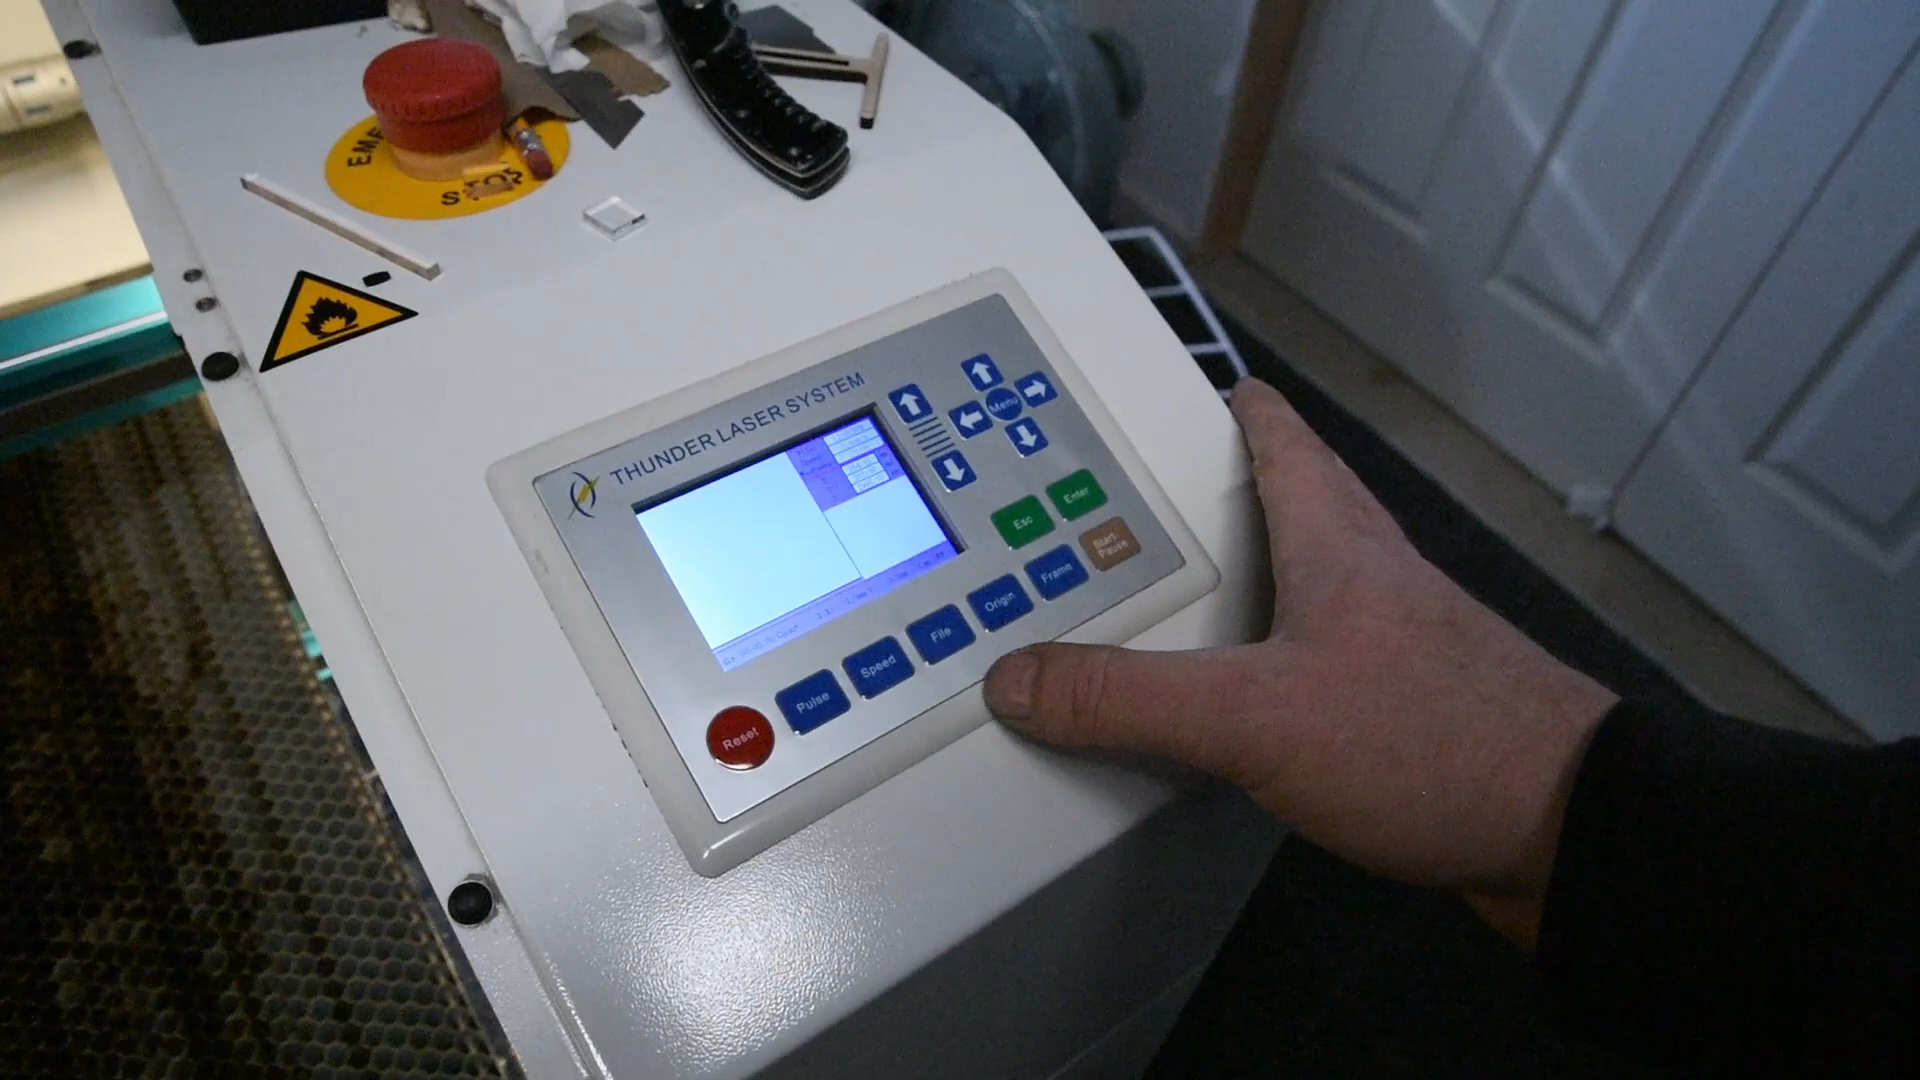 EME
STOP
THUNDER LASER SYSTEM
Menu
Esc
Enter
Start-
Pause
Frame
Origin
File
Speed
Pulse
Reset